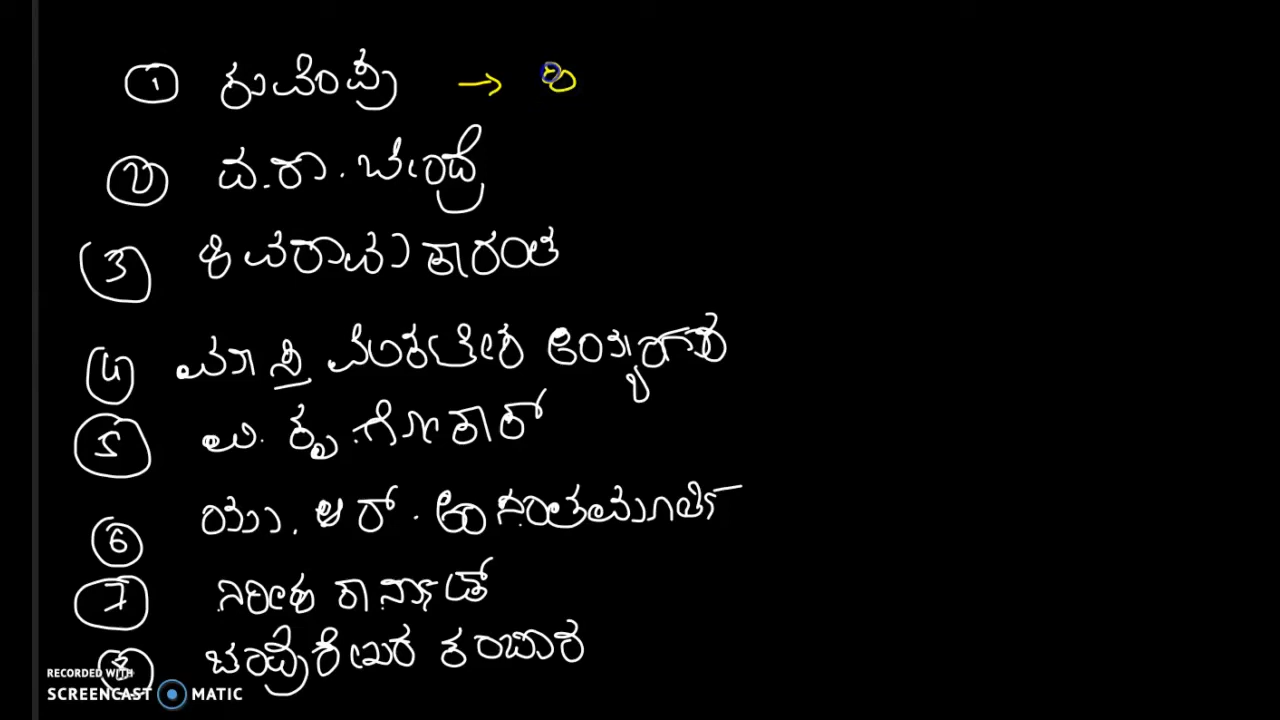 1 ಕುವೆಂಪು →
2 ದ.ರಾ. ಬೇಂದ್ರೆ
3 ಶಿವರಾಮ ಕಾರಂತ
4 ಮಾಸ್ತಿ ವೆಂಕಟೇಶ ಅಯ್ಯಂಗಾರ
5 ವಿ. ಕೃ. ಗೋಕಾಕ್
6 ಯು. ಆರ್. ಅನಂತಮೂರ್ತಿ
7 ಗಿರೀಶ ಕಾರ್ನಾಡ್
8 ಚಂದ್ರಶೇಖರ ಕಂಬಾರ
RECORDED WITH
SCREENCAST MATIC